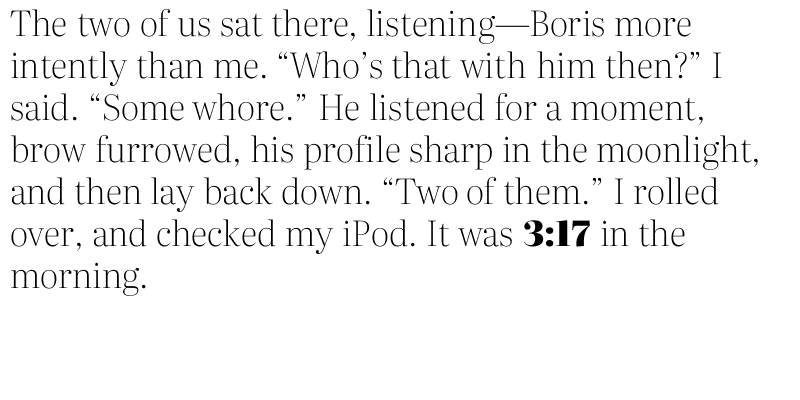 The two of us sat there, listening—Boris more
intently than me. “Who’s that with him then?” I
said. “Some whore.” He listened for a moment,
brow furrowed, his profile sharp in the moonlight,
and then lay back down. “Two of them.” I rolled
over, and checked my iPod. It was 3:17 in the
morning.